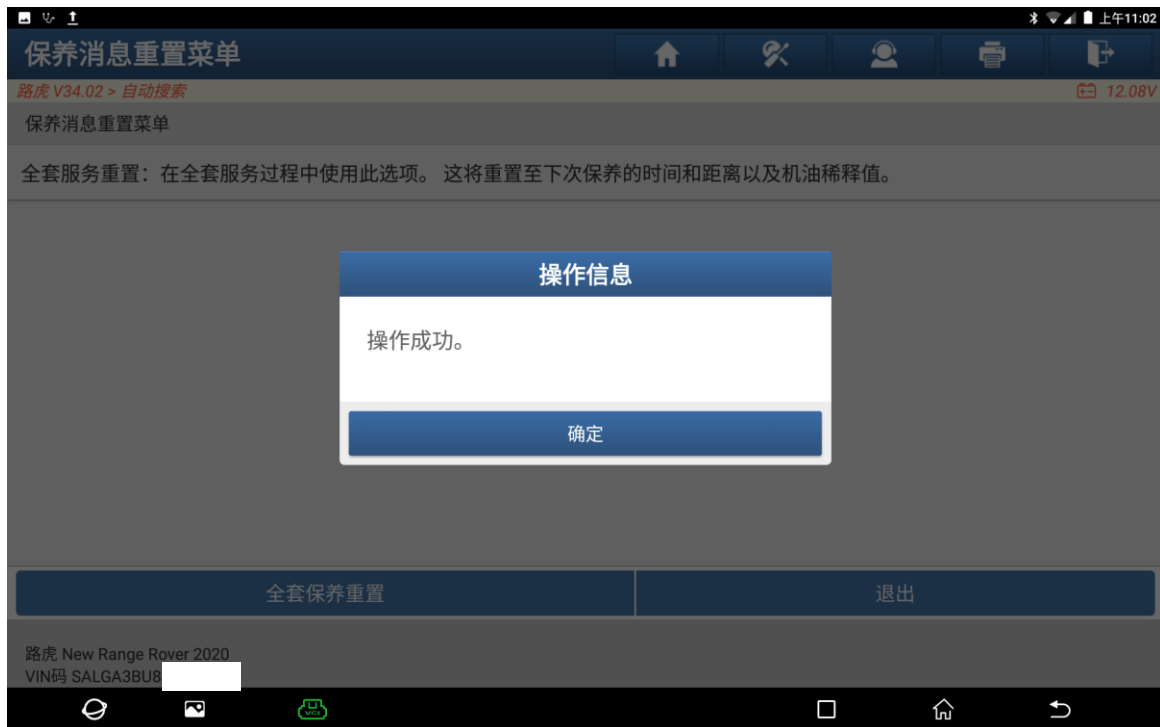 上午11:02
保养消息重置菜单
路虎 V34.02 > 自动搜索
12.08V
保养消息重置菜单
全套服务重置：在全套服务过程中使用此选项。 这将重置至下次保养的时间和距离以及机油稀释值。
操作信息
操作成功。
确定
全套保养重置
退出
路虎 New Range Rover 2020
VIN码 SALGA3BU8
VCI